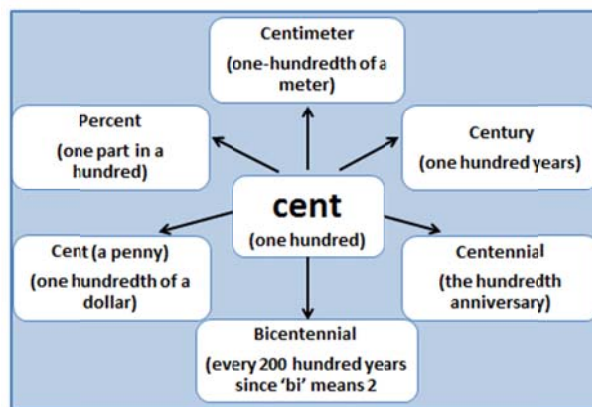 Centimeter
(one-hundredth of a
meter)
Percent
(one part in a
hundred)
Century
(one hundred years)
cent
(one hundred)
Cent (a penny)
(one hundredth of a
dollar)
Centennial
(the hundredth
anniversary)
Bicentennial
(every 200 hundred years
since ‘bi’ means 2